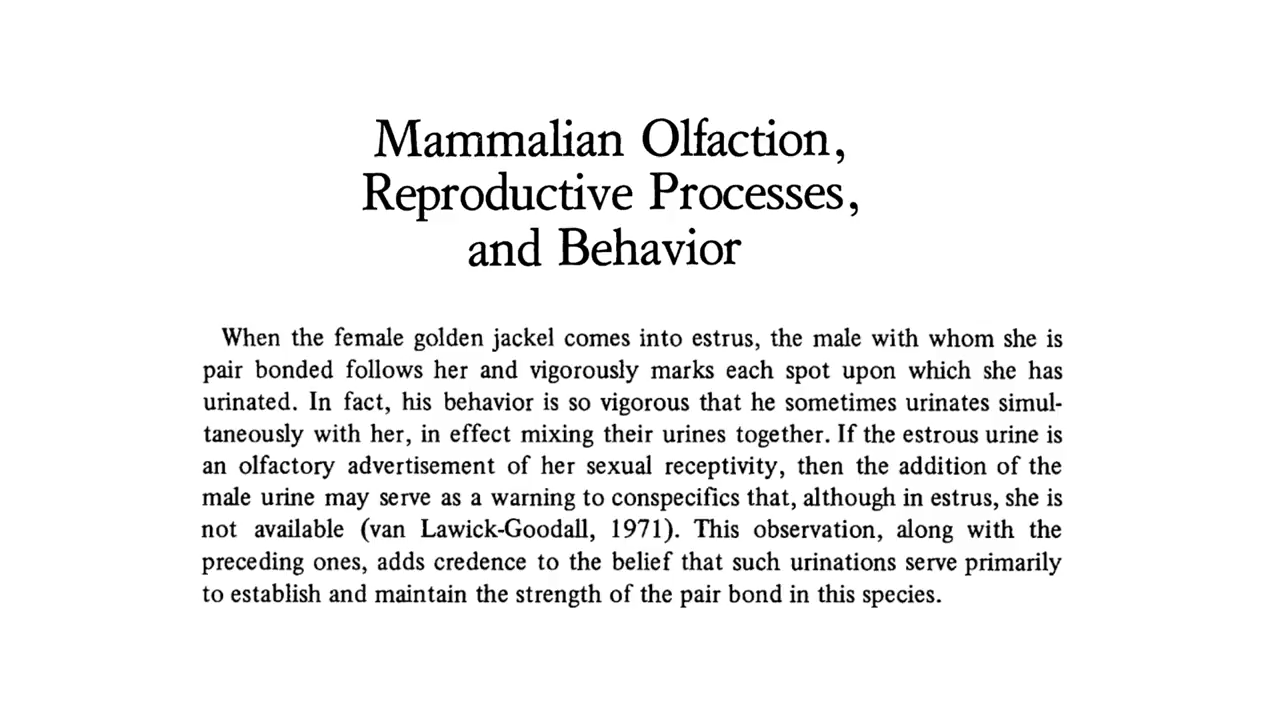 Mammalian Olfaction,
Reproductive Processes,
and Behavior
When the female golden jackel comes into estrus, the male with whom she is
pair bonded follows her and vigorously marks each spot upon which she has
urinated. In fact, his behavior is so vigorous that he sometimes urinates simul-
taneously with her, in effect mixing their urines together. If the estrous urine is
an olfactory advertisement of her sexual receptivity, then the addition of the
male urine may serve as a warning to conspecifics that, although in estrus, she is
not available (van Lawick-Goodall, 1971). This observation, along with the
preceding ones, adds credence to the belief that such urinations serve primarily
to establish and maintain the strength of the pair bond in this species.